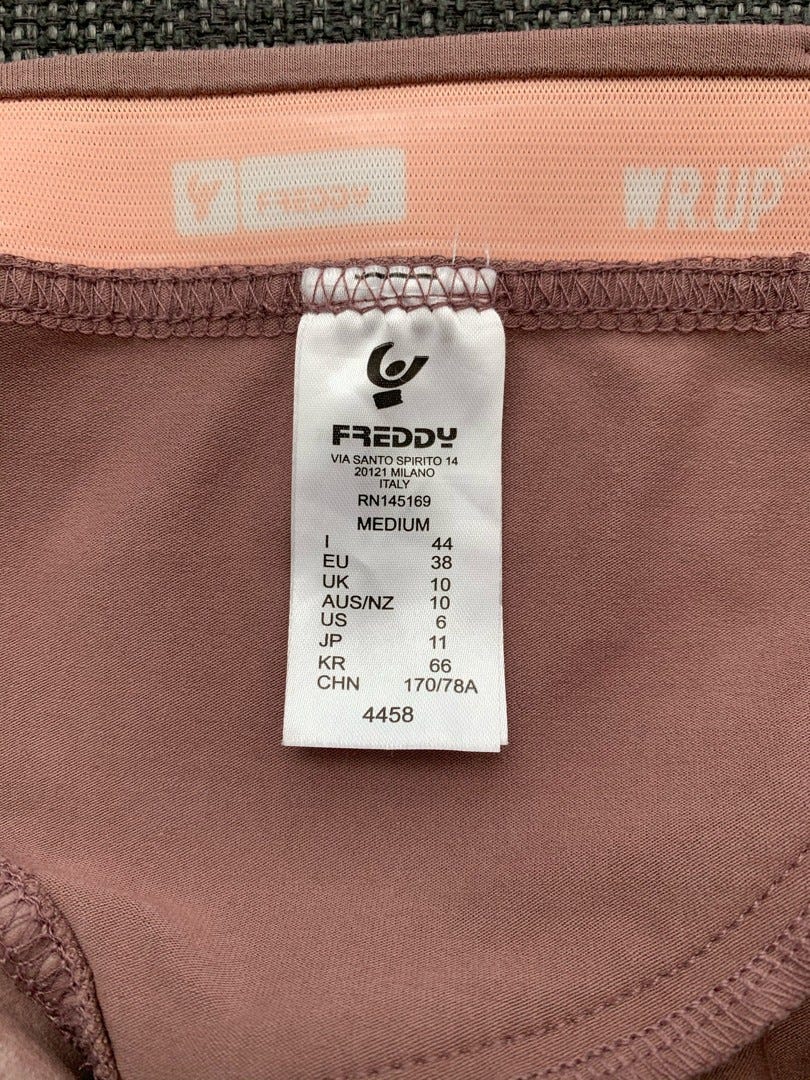 FREDDY
WR.UP
FREDDY
VIA SANTO SPIRITO 14
20121 MILANO
ITALY
RN145169
MEDIUM
I 44
EU 38
UK 10
AUS/NZ 10
US 6
JP 11
KR 66
CHN 170/78A
4458